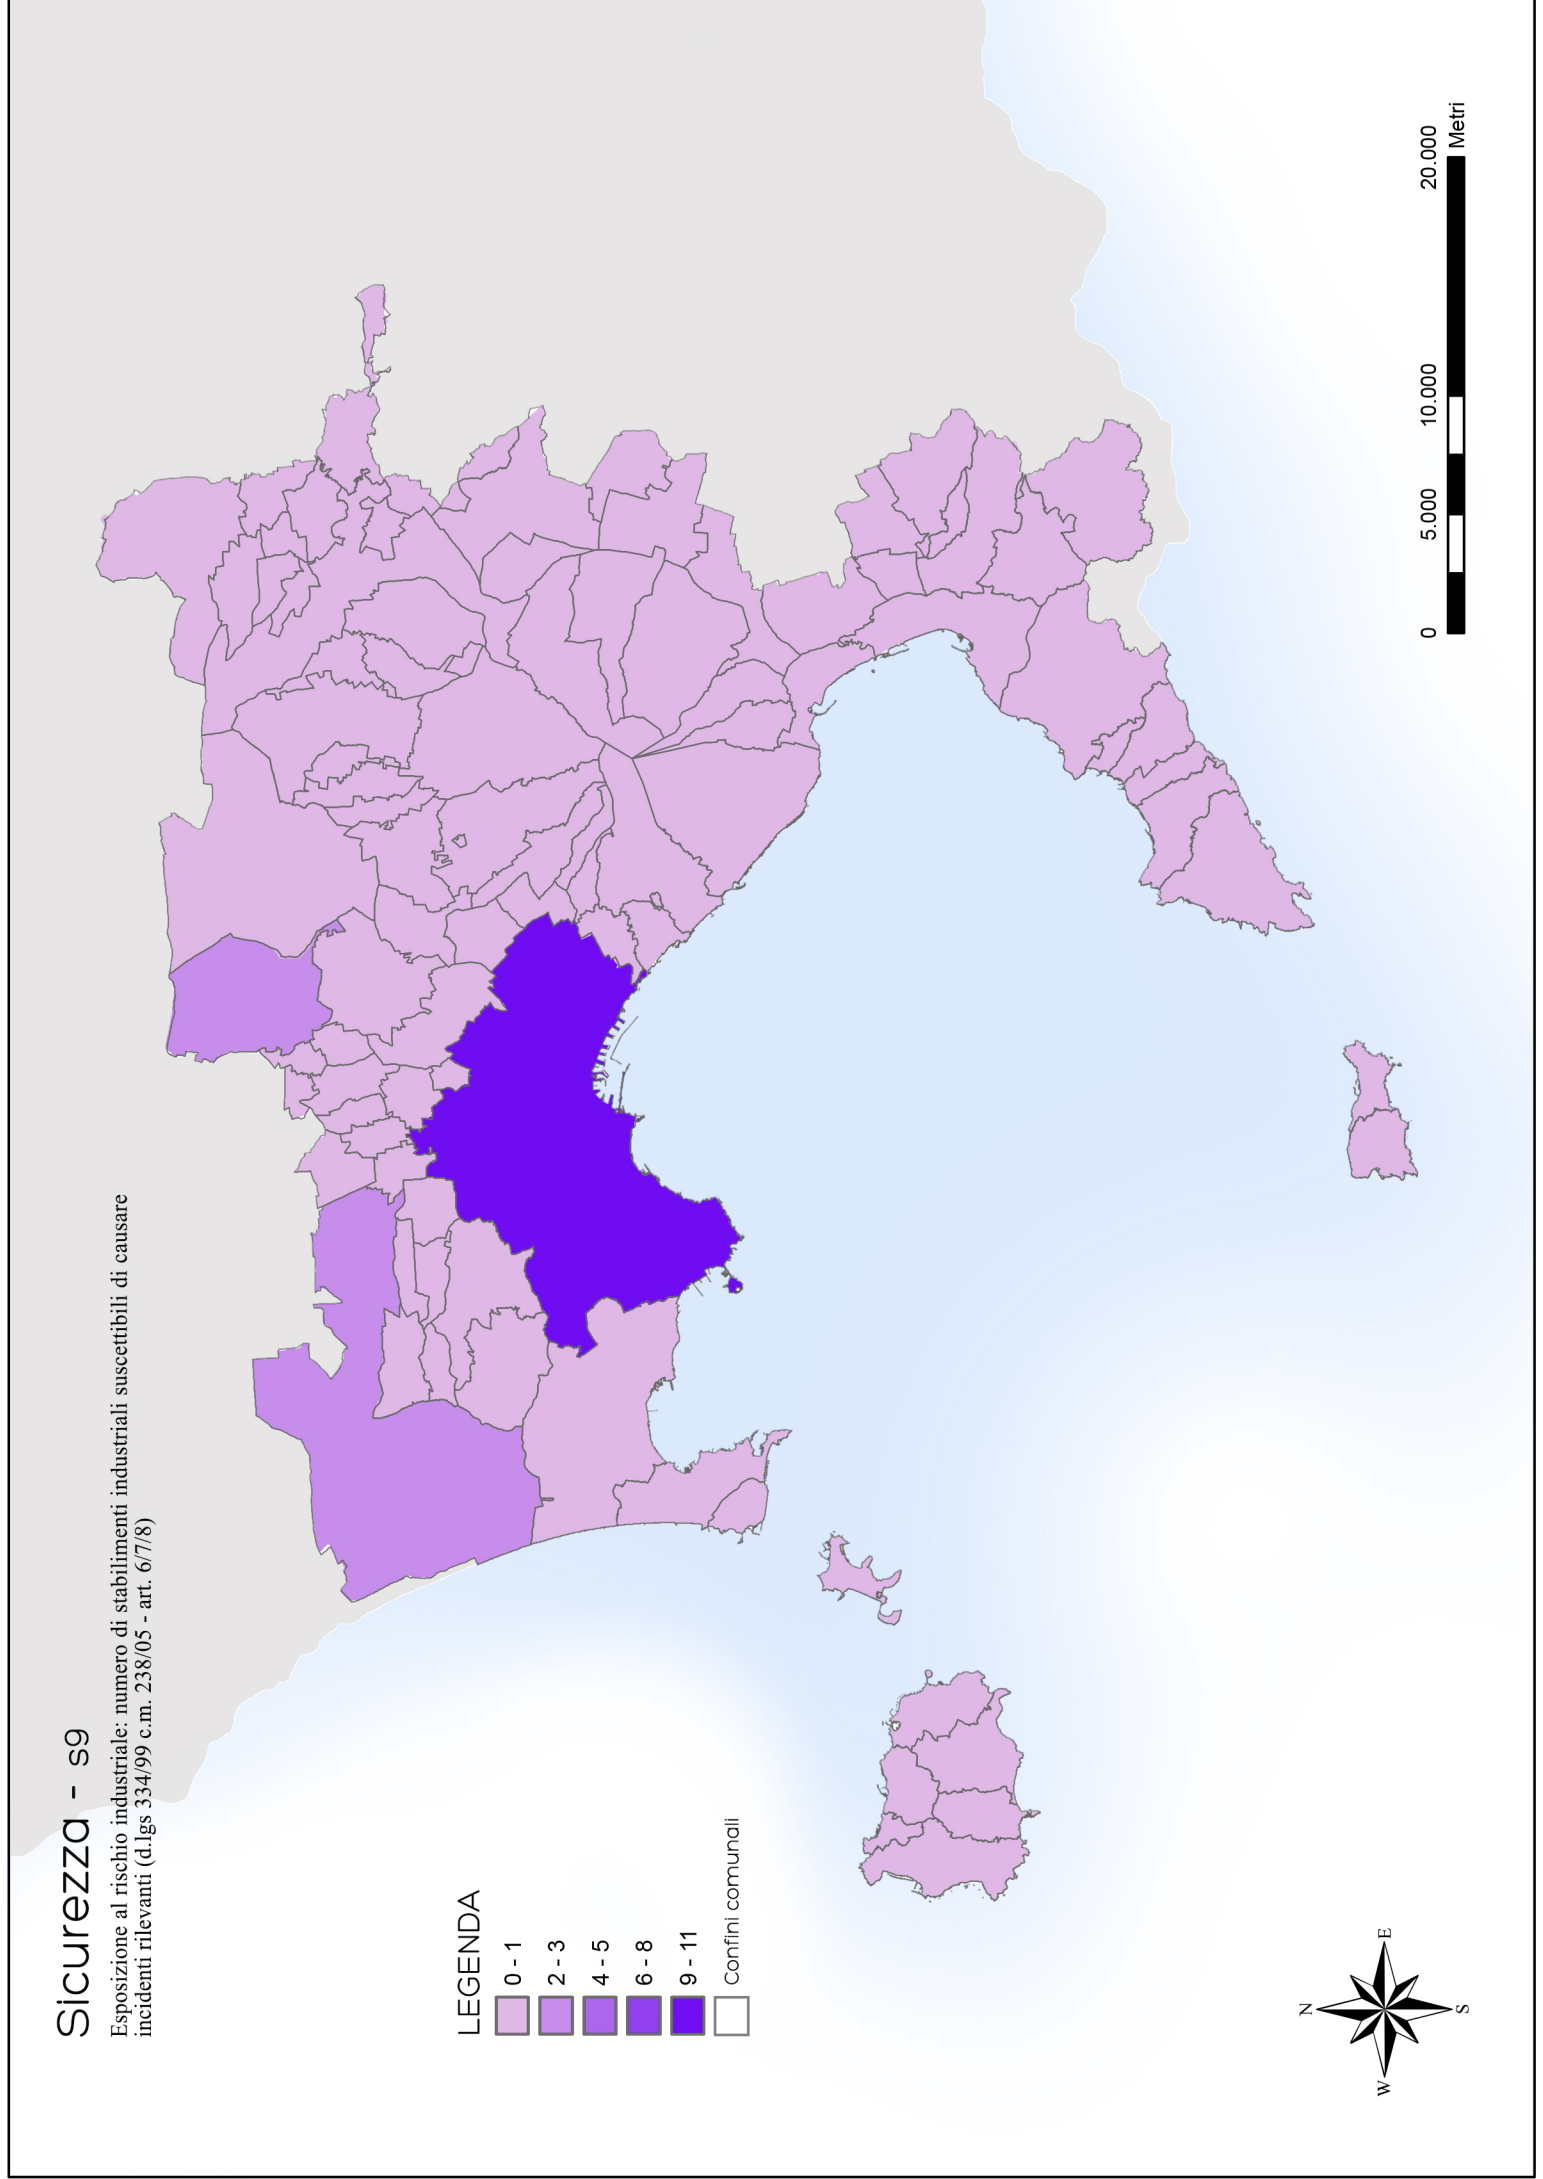 Sicurezza - s9
Esposizione al rischio industriale: numero di stabilimenti industriali suscettibili di causare
incidenti rilevanti (d.lgs 334/99 c.m. 238/05 - art. 6/7/8)
LEGENDA
0 - 1
2 - 3
4 - 5
6 - 8
9 - 11
Confini comunali
N
W
E
S
0
5.000
10.000
20.000
Metri